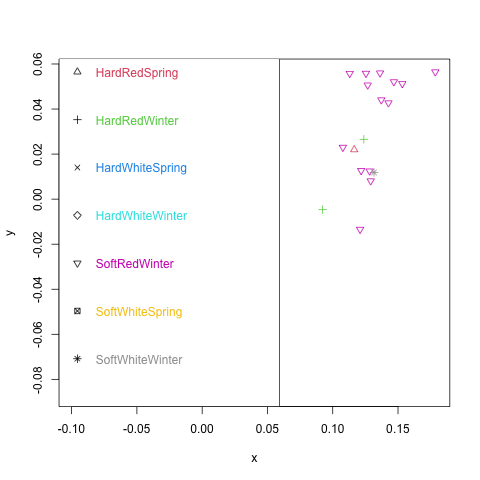 0.06
0.04
0.02
0.00
-0.02
-0.04
-0.06
-0.08
y
HardRedSpring
HardRedWinter
HardWhiteSpring
HardWhiteWinter
SoftRedWinter
SoftWhiteSpring
SoftWhiteWinter
-0.10 -0.05 0.00 0.05 0.10 0.15
x